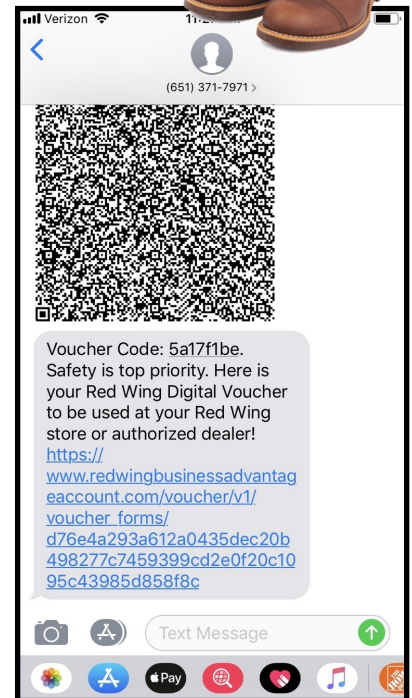 Verizon
(651) 371-7971 >
Voucher Code: 5a17f1be.
Safety is top priority. Here is
your Red Wing Digital Voucher
to be used at your Red Wing
store or authorized dealer!
https://
www.redwingbusinessadvantag
eaccount.com/voucher/v1/
voucher_forms/
d76e4a293a612a0435dec20b
498277c7459399cd2e0f20c10
95c43985d858f8c
Text Message
Pay